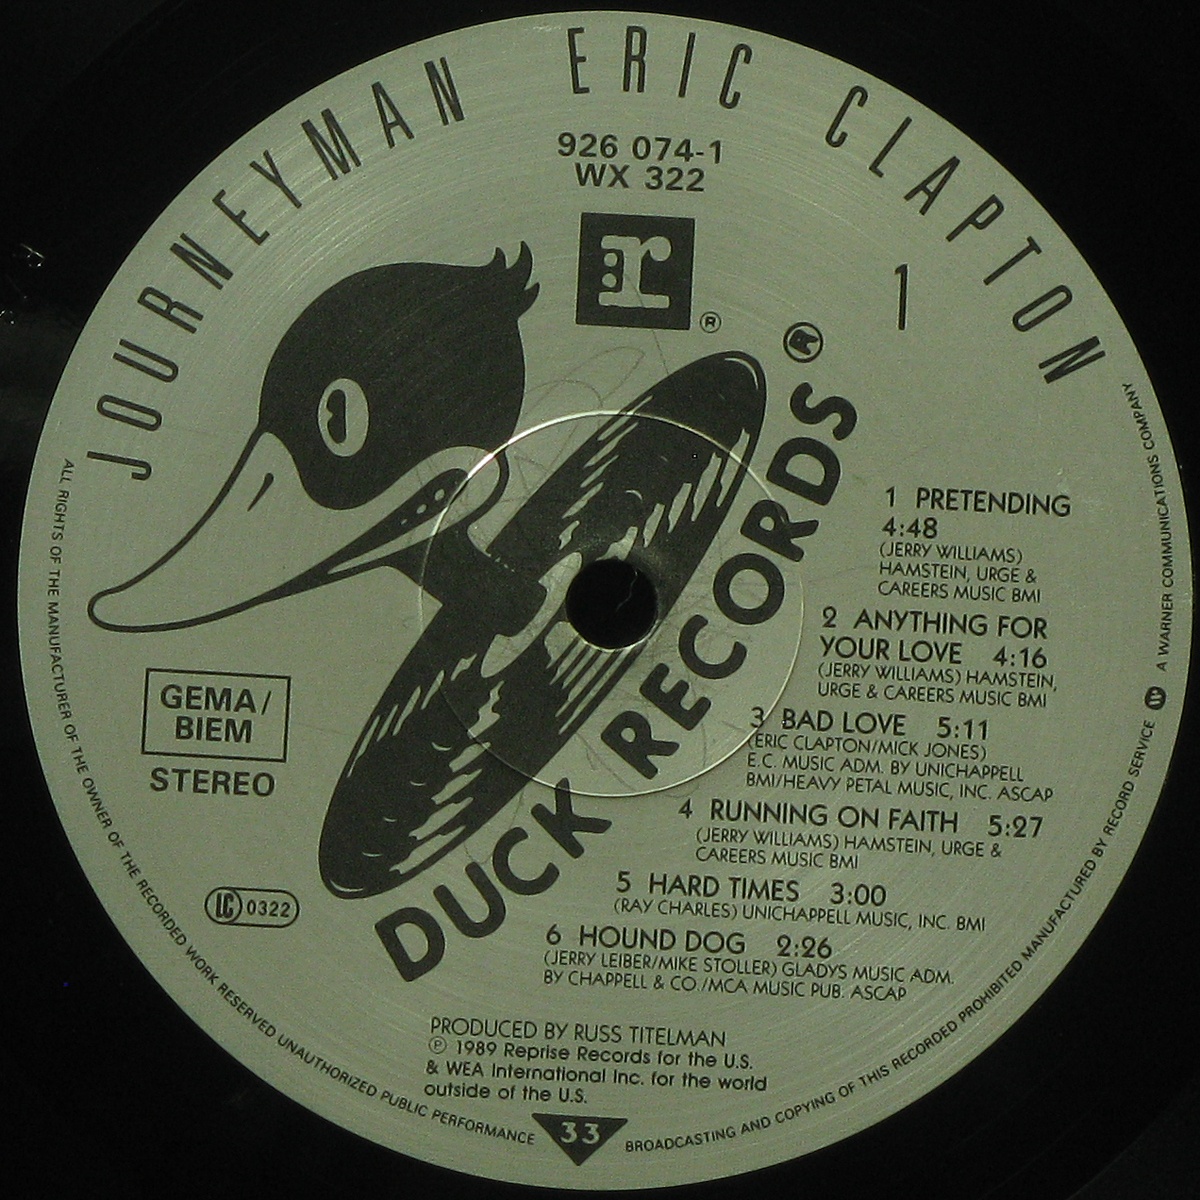 JOURNEYMAN ERIC CLAPTON
926 074-1
WX 322
r
®
1
DUCK RECORDS®
1 PRETENDING
4:48
(JERRY WILLIAMS)
HAMSTEIN, URGE &
CAREERS MUSIC BMI
2 ANYTHING FOR
YOUR LOVE 4:16
(JERRY WILLIAMS) HAMSTEIN,
URGE & CAREERS MUSIC BMI
3 BAD LOVE 5:11
(ERIC CLAPTON/MICK JONES)
E.C. MUSIC ADM. BY UNICHAPPELL
BMI/HEAVY PETAL MUSIC, INC. ASCAP
4 RUNNING ON FAITH 5:27
(JERRY WILLIAMS) HAMSTEIN, URGE &
CAREERS MUSIC BMI
5 HARD TIMES 3:00
(RAY CHARLES) UNICHAPPELL MUSIC, INC. BMI
6 HOUND DOG 2:26
(JERRY LEIBER/MIKE STOLLER) GLADYS MUSIC ADM.
BY CHAPPELL & CO./MCA MUSIC PUB. ASCAP
GEMA/
BIEM
STEREO
LC 0322
PRODUCED BY RUSS TITELMAN
℗ 1989 Reprise Records for the U.S.
& WEA International Inc. for the world
outside of the U.S.
33
ALL RIGHTS OF THE MANUFACTURER OF THE OWNER OF THE RECORDED WORK RESERVED UNAUTHORIZED PUBLIC PERFORMANCE BROADCASTING AND COPYING OF THIS RECORDED PROHIBITED MANUFACTURED BY RECORD SERVICE W A WARNER COMMUNICATIONS COMPANY